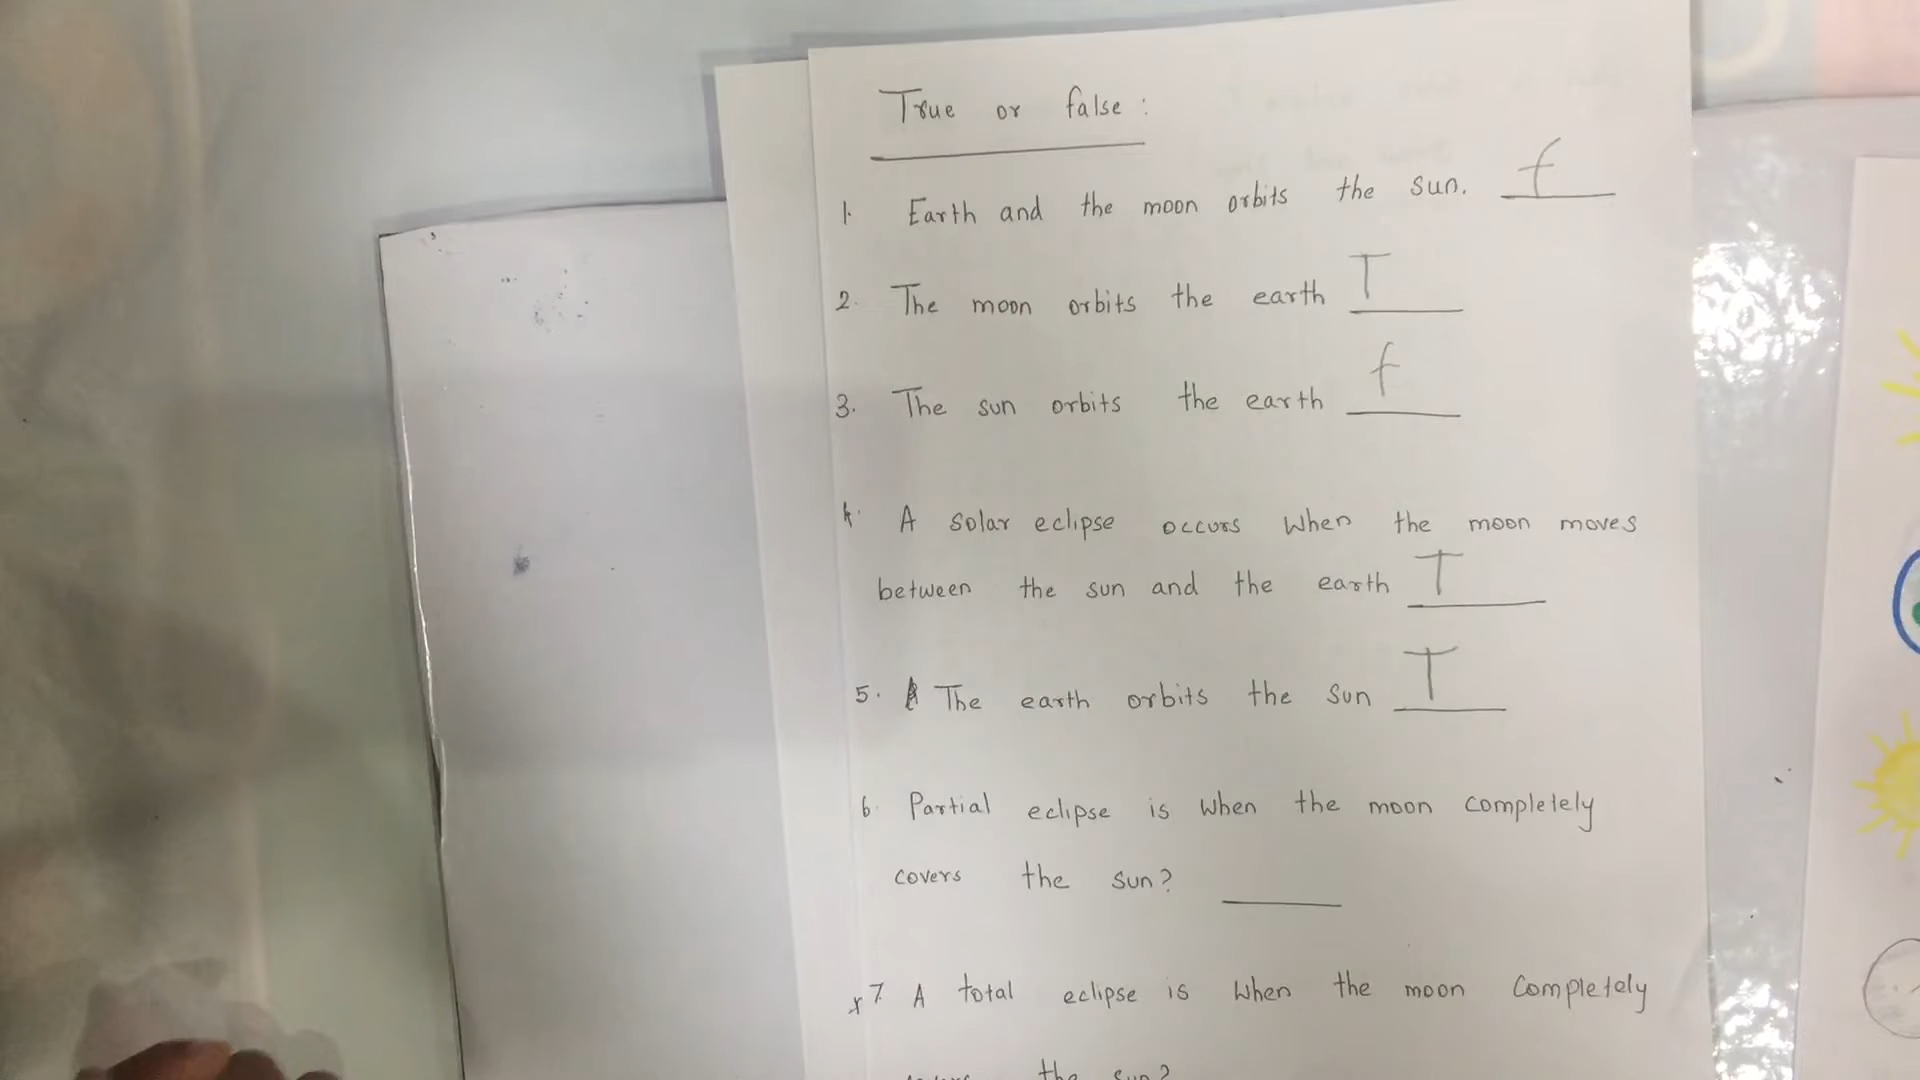 True or false:
1. Earth and the moon orbits the sun. f
2. The moon orbits the earth T
3. The sun orbits the earth f
4. A solar eclipse occurs when the moon moves
between the sun and the earth T
5. The earth orbits the sun T
6. Partial eclipse is when the moon completely
covers the sun?
7. A total eclipse is when the moon completely
the sun?